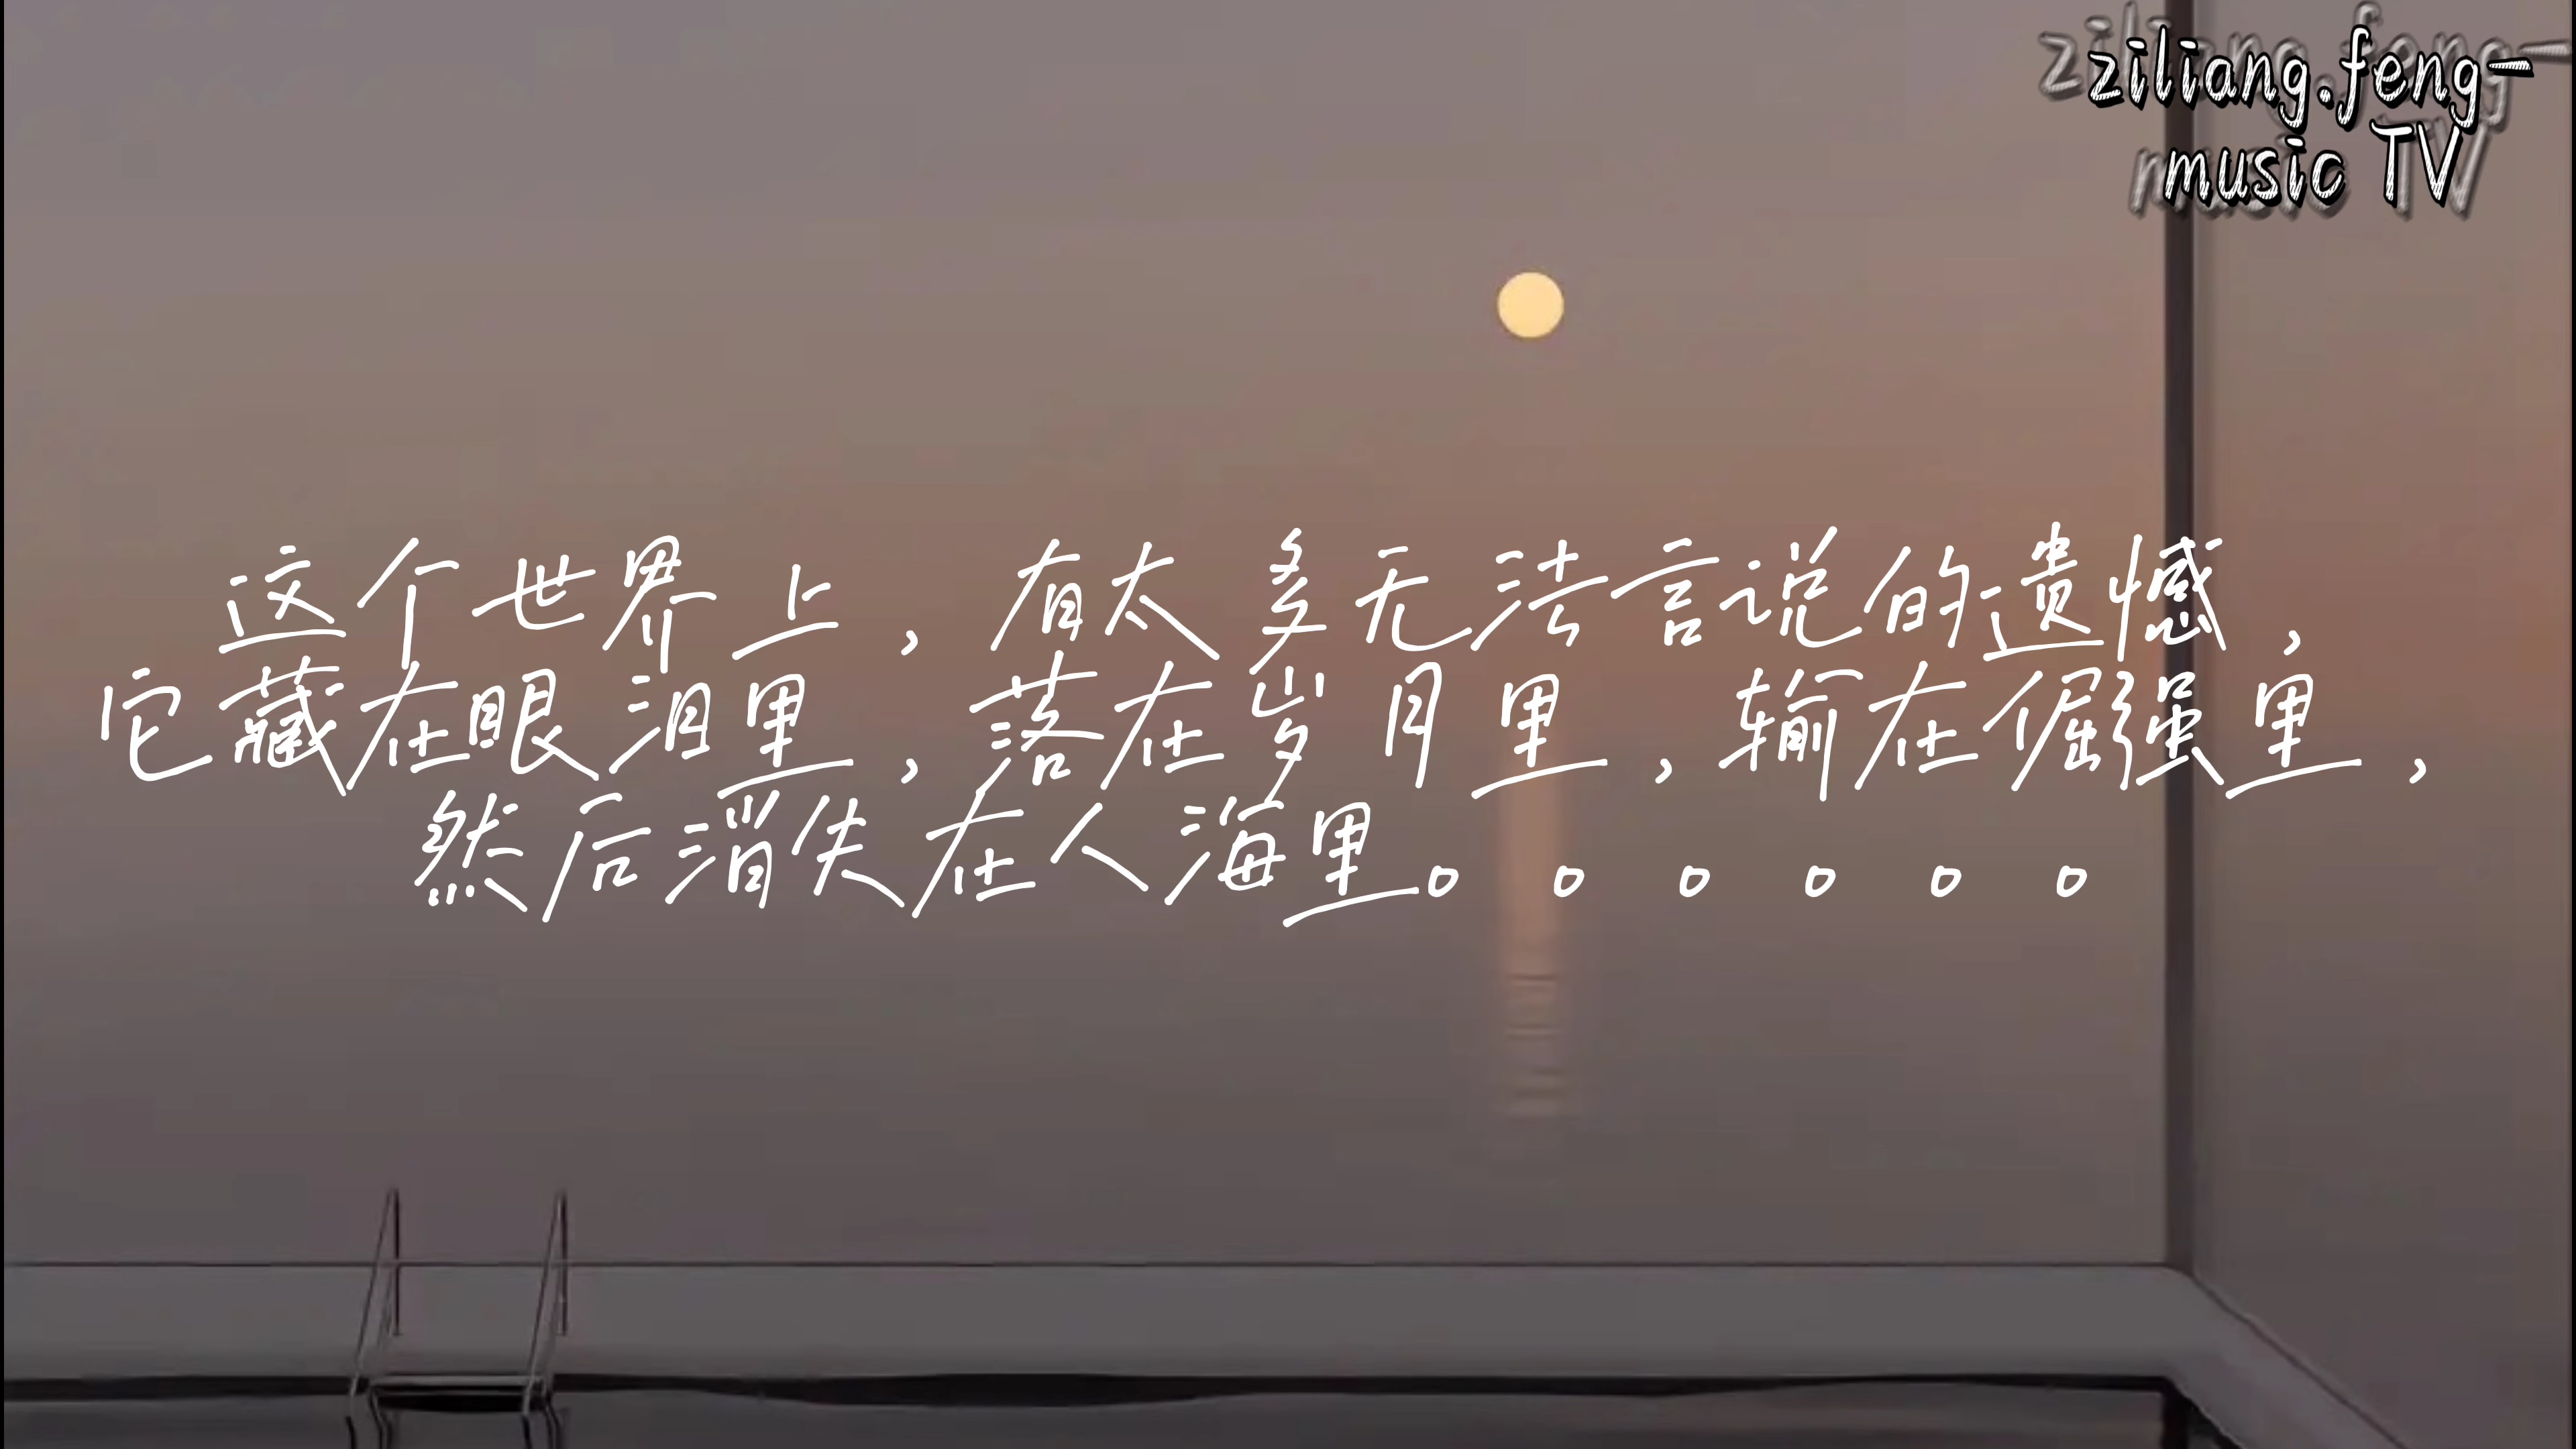 ziliang.feng-
music TV
这个世界上，有太多无法言说的遗憾，
它藏在眼泪里，落在岁月里，输在倔强里，
然后消失在人海里。。。。。。